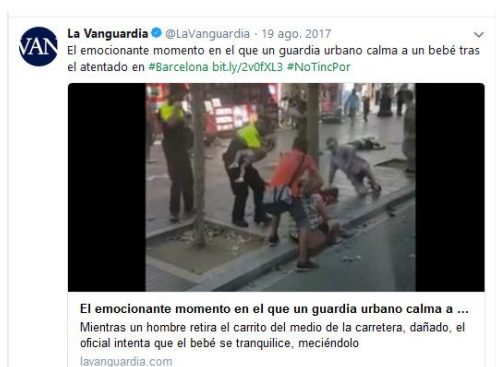 VAN
La Vanguardia @LaVanguardia · 19 ago. 2017
El emocionante momento en el que un guardia urbano calma a un bebé tras
el atentado en #Barcelona bit.ly/2v0fXL3 #NoTincPor
El emocionante momento en el que un guardia urbano calma a ...
Mientras un hombre retira el carrito del medio de la carretera, dañado, el
oficial intenta que el bebé se tranquilice, meciéndolo
lavanguardia.com